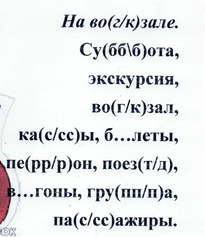 На во(г/к)зале.
Су(бб\б)ота,
экскурсия,
во(г/к)зал,
ка(с/сс)ы, б…леты,
пе(рр/р)он, поез(т/д),
в…гоны, гру(пп/п)а,
па(с/сс)ажиры.